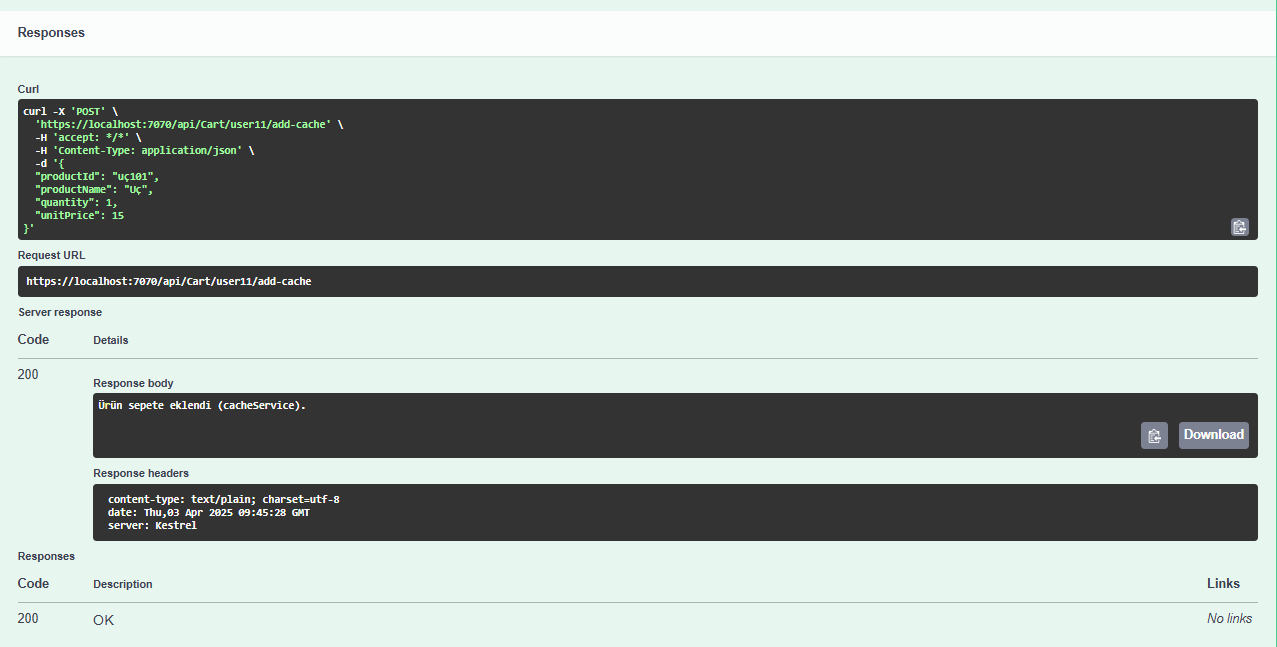 Responses
Curl
curl -X 'POST' \
'https://localhost:7070/api/Cart/user11/add-cache' \
-H 'accept: */*' \
-H 'Content-Type: application/json' \
-d '{
"productId": "uç101",
"productName": "Uç",
"quantity": 1,
"unitPrice": 15
}'
Request URL
https://localhost:7070/api/Cart/user11/add-cache
Server response
Code Details
200
Response body
Ürün sepete eklendi (cacheService).
Download
Response headers
content-type: text/plain; charset=utf-8
date: Thu,03 Apr 2025 09:45:28 GMT
server: Kestrel
Responses
Code Description Links
200 OK No links